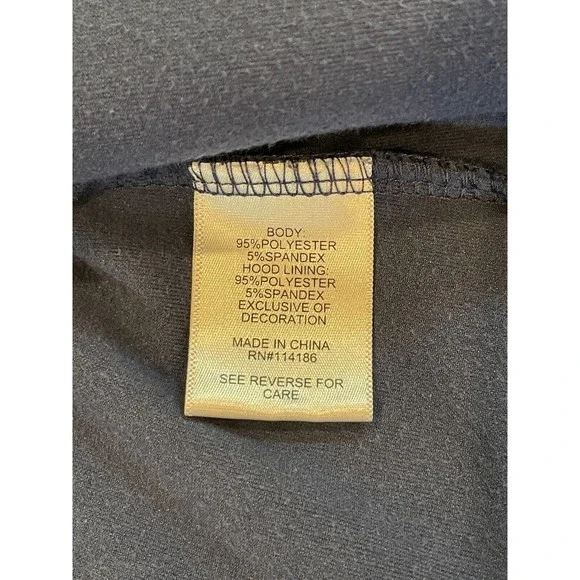 BODY:
95%POLYESTER
5%SPANDEX
HOOD LINING:
95%POLYESTER
5%SPANDEX
EXCLUSIVE OF
DECORATION
MADE IN CHINA
RN#114186
SEE REVERSE FOR
CARE